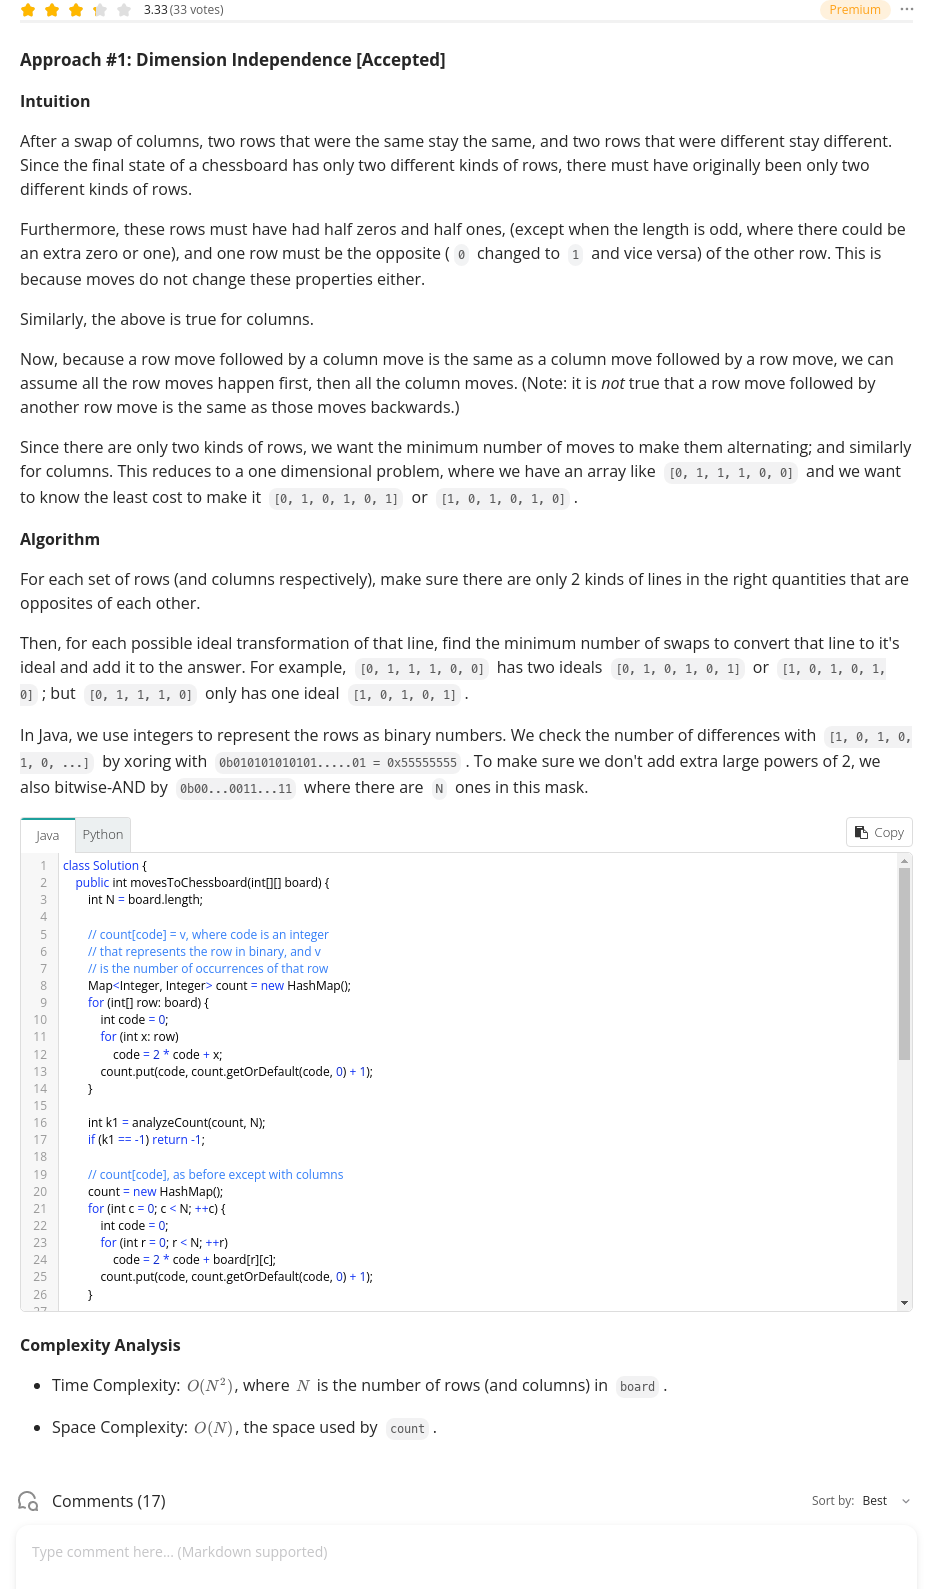 3.33 (33 votes)
Premium
Approach #1: Dimension Independence [Accepted]
Intuition
After a swap of columns, two rows that were the same stay the same, and two rows that were different stay different.
Since the final state of a chessboard has only two different kinds of rows, there must have originally been only two
different kinds of rows.
Furthermore, these rows must have had half zeros and half ones, (except when the length is odd, where there could be
an extra zero or one), and one row must be the opposite ( 0 changed to 1 and vice versa) of the other row. This is
because moves do not change these properties either.
Similarly, the above is true for columns.
Now, because a row move followed by a column move is the same as a column move followed by a row move, we can
assume all the row moves happen first, then all the column moves. (Note: it is not true that a row move followed by
another row move is the same as those moves backwards.)
Since there are only two kinds of rows, we want the minimum number of moves to make them alternating; and similarly
for columns. This reduces to a one dimensional problem, where we have an array like [0, 1, 1, 1, 0, 0] and we want
to know the least cost to make it [0, 1, 0, 1, 0, 1] or [1, 0, 1, 0, 1, 0] .
Algorithm
For each set of rows (and columns respectively), make sure there are only 2 kinds of lines in the right quantities that are
opposites of each other.
Then, for each possible ideal transformation of that line, find the minimum number of swaps to convert that line to it's
ideal and add it to the answer. For example, [0, 1, 1, 1, 0, 0] has two ideals [0, 1, 0, 1, 0, 1] or [1, 0, 1, 0, 1,
0] ; but [0, 1, 1, 1, 0] only has one ideal [1, 0, 1, 0, 1] .
In Java, we use integers to represent the rows as binary numbers. We check the number of differences with [1, 0, 1, 0,
1, 0, ...] by xoring with 0b010101010101.....01 = 0x55555555 . To make sure we don't add extra large powers of 2, we
also bitwise-AND by 0b00...0011...11 where there are N ones in this mask.
Java Python Copy
1 class Solution {
2 public int movesToChessboard(int[][] board) {
3 int N = board.length;
4
5 // count[code] = v, where code is an integer
6 // that represents the row in binary, and v
7 // is the number of occurrences of that row
8 Map<Integer, Integer> count = new HashMap();
9 for (int[] row: board) {
10 int code = 0;
11 for (int x: row)
12 code = 2 * code + x;
13 count.put(code, count.getOrDefault(code, 0) + 1);
14 }
15
16 int k1 = analyzeCount(count, N);
17 if (k1 == -1) return -1;
18
19 // count[code], as before except with columns
20 count = new HashMap();
21 for (int c = 0; c < N; ++c) {
22 int code = 0;
23 for (int r = 0; r < N; ++r)
24 code = 2 * code + board[r][c];
25 count.put(code, count.getOrDefault(code, 0) + 1);
26 }
27
Complexity Analysis
• Time Complexity: O(N²), where N is the number of rows (and columns) in board .
• Space Complexity: O(N), the space used by count .
Comments (17)
Sort by: Best
Type comment here... (Markdown supported)